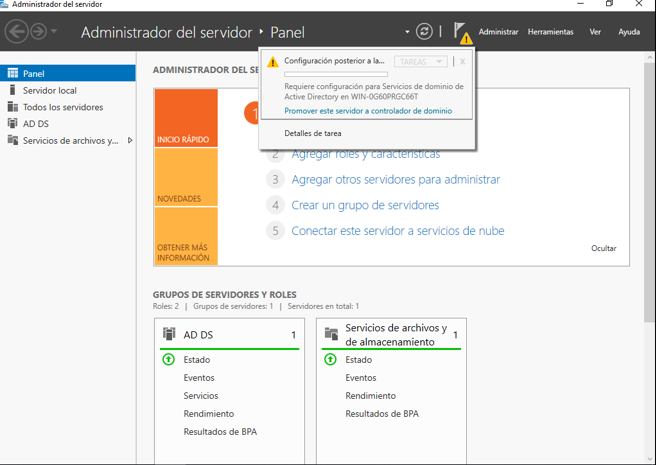 Administrador del servidor
Administrador del servidor ‣ Panel
Administrar
Herramientas
Ver
Ayuda
Panel
Servidor local
Todos los servidores
AD DS
Servicios de archivos y...
ADMINISTRADOR DEL SE
Configuración posterior a la...
TAREAS
X
Requiere configuración para Servicios de dominio de
Active Directory en WIN-0G60PRGC66T
Promover este servidor a controlador de dominio
Detalles de tarea
INICIO RÁPIDO
NOVEDADES
OBTENER MÁS
INFORMACIÓN
1
2 Agregar roles y características
3 Agregar otros servidores para administrar
4 Crear un grupo de servidores
5 Conectar este servidor a servicios de nube
Ocultar
GRUPOS DE SERVIDORES Y ROLES
Roles: 2 | Grupos de servidores: 1 | Servidores en total: 1
AD DS 1
Estado
Eventos
Servicios
Rendimiento
Resultados de BPA
Servicios de archivos y
de almacenamiento 1
Estado
Eventos
Rendimiento
Resultados de BPA